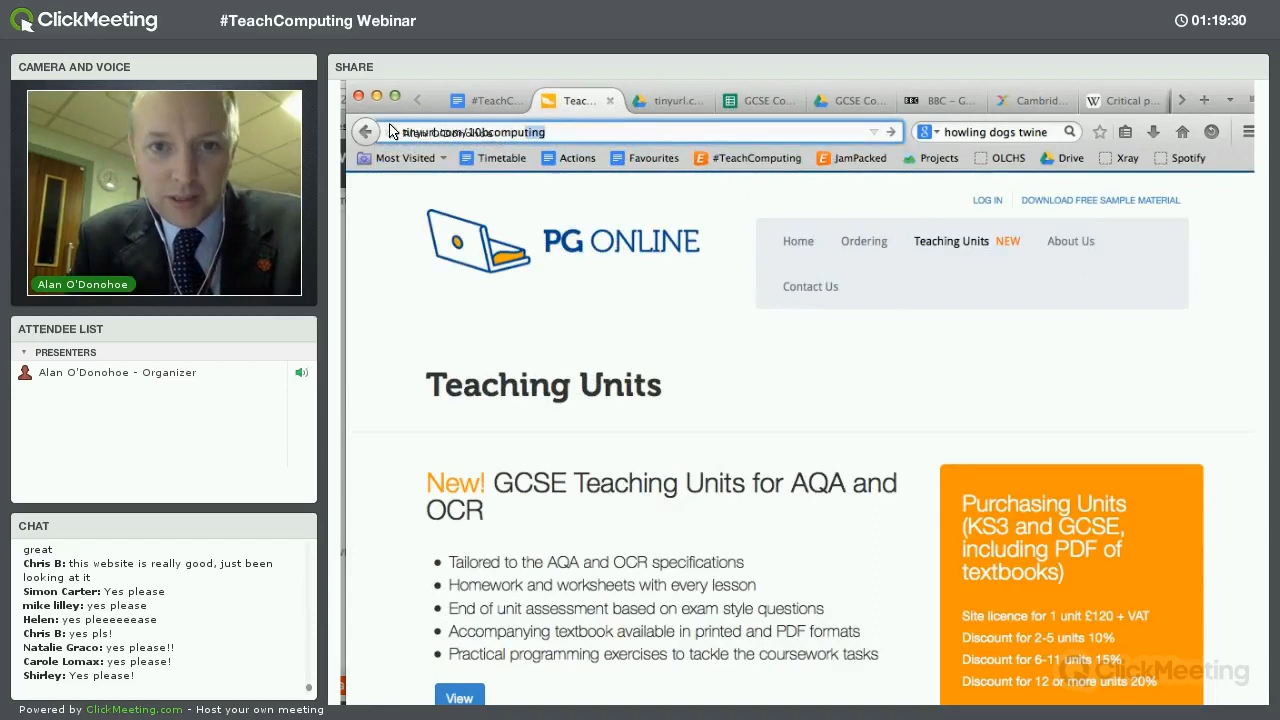 ClickMeeting
#TeachComputing Webinar
01:19:30
CAMERA AND VOICE
Alan O'Donohoe
ATTENDEE LIST
PRESENTERS
Alan O'Donohoe - Organizer
CHAT
great
Chris B: this website is really good, just been
looking at it
Simon Carter: Yes please
mike lilley: yes please
Helen: yes pleeeeeease
Chris B: yes pls!
Natalie Graco: yes please!!
Carole Lomax: yes please!
Shirley: Yes please!
Powered by ClickMeeting.com - Host your own meeting
SHARE
#TeachC... Teac... tinyurl.c... GSCE Co... GCSE Co... BBC - G... Cambrid... Critical p...
howling dogs twine
Most Visited Timetable Actions Favourites #TeachComputing JamPacked Projects OLCHS Drive Xray Spotify
LOG IN DOWNLOAD FREE SAMPLE MATERIAL
PG ONLINE
Home Ordering Teaching Units NEW About Us
Contact Us
Teaching Units
New! GCSE Teaching Units for AQA and
OCR
Tailored to the AQA and OCR specifications
Homework and worksheets with every lesson
End of unit assessment based on exam style questions
Accompanying textbook available in printed and PDF formats
Practical programming exercises to tackle the coursework tasks
View
Purchasing Units
(KS3 and GCSE,
including PDF of
textbooks)
Site licence for 1 unit £120 + VAT
Discount for 2-5 units 10%
Discount for 6-11 units 15%
Discount for 12 or more units 20%
ClickMeeting